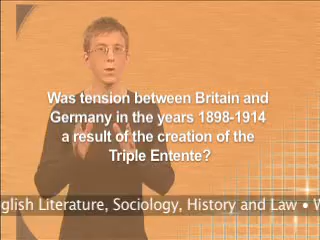 Was tension between Britain and
Germany in the years 1898-1914
a result of the creation of the
Triple Entente?
glish Literature, Sociology, History and Law • W